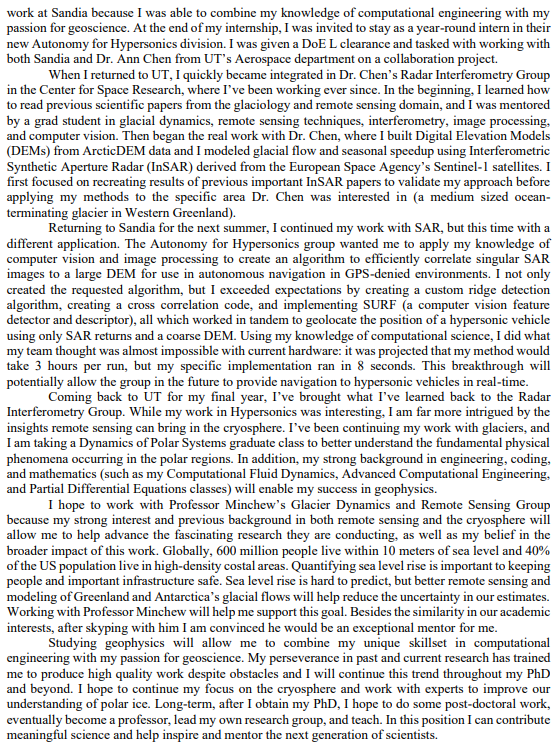 work at Sandia because I was able to combine my knowledge of computational engineering with my
passion for geoscience. At the end of my internship, I was invited to stay as a year-round intern in their
new Autonomy for Hypersonics division. I was given a DoE L clearance and tasked with working with
both Sandia and Dr. Ann Chen from UT's Aerospace department on a collaboration project.
When I returned to UT, I quickly became integrated in Dr. Chen's Radar Interferometry Group
in the Center for Space Research, where I've been working ever since. In the beginning, I learned how
to read previous scientific papers from the glaciology and remote sensing domain, and I was mentored
by a grad student in glacial dynamics, remote sensing techniques, interferometry, image processing,
and computer vision. Then began the real work with Dr. Chen, where I built Digital Elevation Models
(DEMs) from ArcticDEM data and I modeled glacial flow and seasonal speedup using Interferometric
Synthetic Aperture Radar (InSAR) derived from the European Space Agency's Sentinel-1 satellites. I
first focused on recreating results of previous important InSAR papers to validate my approach before
applying my methods to the specific area Dr. Chen was interested in (a medium sized ocean-
terminating glacier in Western Greenland).
Returning to Sandia for the next summer, I continued my work with SAR, but this time with a
different application. The Autonomy for Hypersonics group wanted me to apply my knowledge of
computer vision and image processing to create an algorithm to efficiently correlate singular SAR
images to a large DEM for use in autonomous navigation in GPS-denied environments. I not only
created the requested algorithm, but I exceeded expectations by creating a custom ridge detection
algorithm, creating a cross correlation code, and implementing SURF (a computer vision feature
detector and descriptor), all which worked in tandem to geolocate the position of a hypersonic vehicle
using only SAR returns and a coarse DEM. Using my knowledge of computational science, I did what
my team thought was almost impossible with current hardware: it was projected that my method would
take 3 hours per run, but my specific implementation ran in 8 seconds. This breakthrough will
potentially allow the group in the future to provide navigation to hypersonic vehicles in real-time.
Coming back to UT for my final year, I've brought what I've learned back to the Radar
Interferometry Group. While my work in Hypersonics was interesting, I am far more intrigued by the
insights remote sensing can bring in the cryosphere. I've been continuing my work with glaciers, and
I am taking a Dynamics of Polar Systems graduate class to better understand the fundamental physical
phenomena occurring in the polar regions. In addition, my strong background in engineering, coding,
and mathematics (such as my Computational Fluid Dynamics, Advanced Computational Engineering,
and Partial Differential Equations classes) will enable my success in geophysics.
I hope to work with Professor Minchew's Glacier Dynamics and Remote Sensing Group
because my strong interest and previous background in both remote sensing and the cryosphere will
allow me to help advance the fascinating research they are conducting, as well as my belief in the
broader impact of this work. Globally, 600 million people live within 10 meters of sea level and 40%
of the US population live in high-density costal areas. Quantifying sea level rise is important to keeping
people and important infrastructure safe. Sea level rise is hard to predict, but better remote sensing and
modeling of Greenland and Antarctica's glacial flows will help reduce the uncertainty in our estimates.
Working with Professor Minchew will help me support this goal. Besides the similarity in our academic
interests, after skyping with him I am convinced he would be an exceptional mentor for me.
Studying geophysics will allow me to combine my unique skillset in computational
engineering with my passion for geoscience. My perseverance in past and current research has trained
me to produce high quality work despite obstacles and I will continue this trend throughout my PhD
and beyond. I hope to continue my focus on the cryosphere and work with experts to improve our
understanding of polar ice. Long-term, after I obtain my PhD, I hope to do some post-doctoral work,
eventually become a professor, lead my own research group, and teach. In this position I can contribute
meaningful science and help inspire and mentor the next generation of scientists.